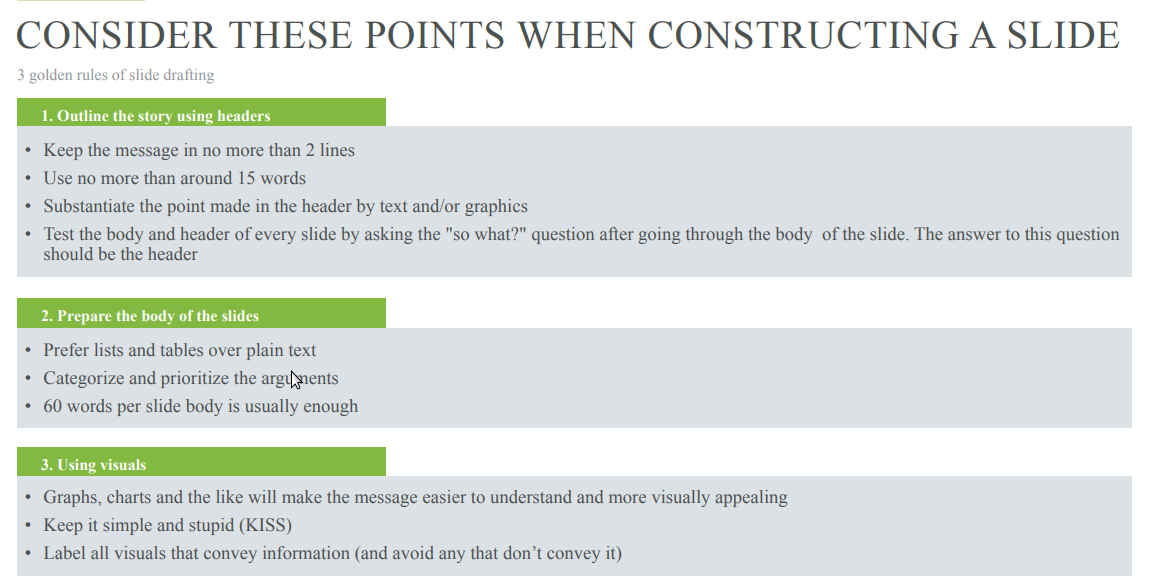 CONSIDER THESE POINTS WHEN CONSTRUCTING A SLIDE
3 golden rules of slide drafting
1. Outline the story using headers
• Keep the message in no more than 2 lines
• Use no more than around 15 words
• Substantiate the point made in the header by text and/or graphics
• Test the body and header of every slide by asking the "so what?" question after going through the body  of the slide. The answer to this question
should be the header
2. Prepare the body of the slides
• Prefer lists and tables over plain text
• Categorize and prioritize the arguments
• 60 words per slide body is usually enough
3. Using visuals
• Graphs, charts and the like will make the message easier to understand and more visually appealing
• Keep it simple and stupid (KISS)
• Label all visuals that convey information (and avoid any that don’t convey it)